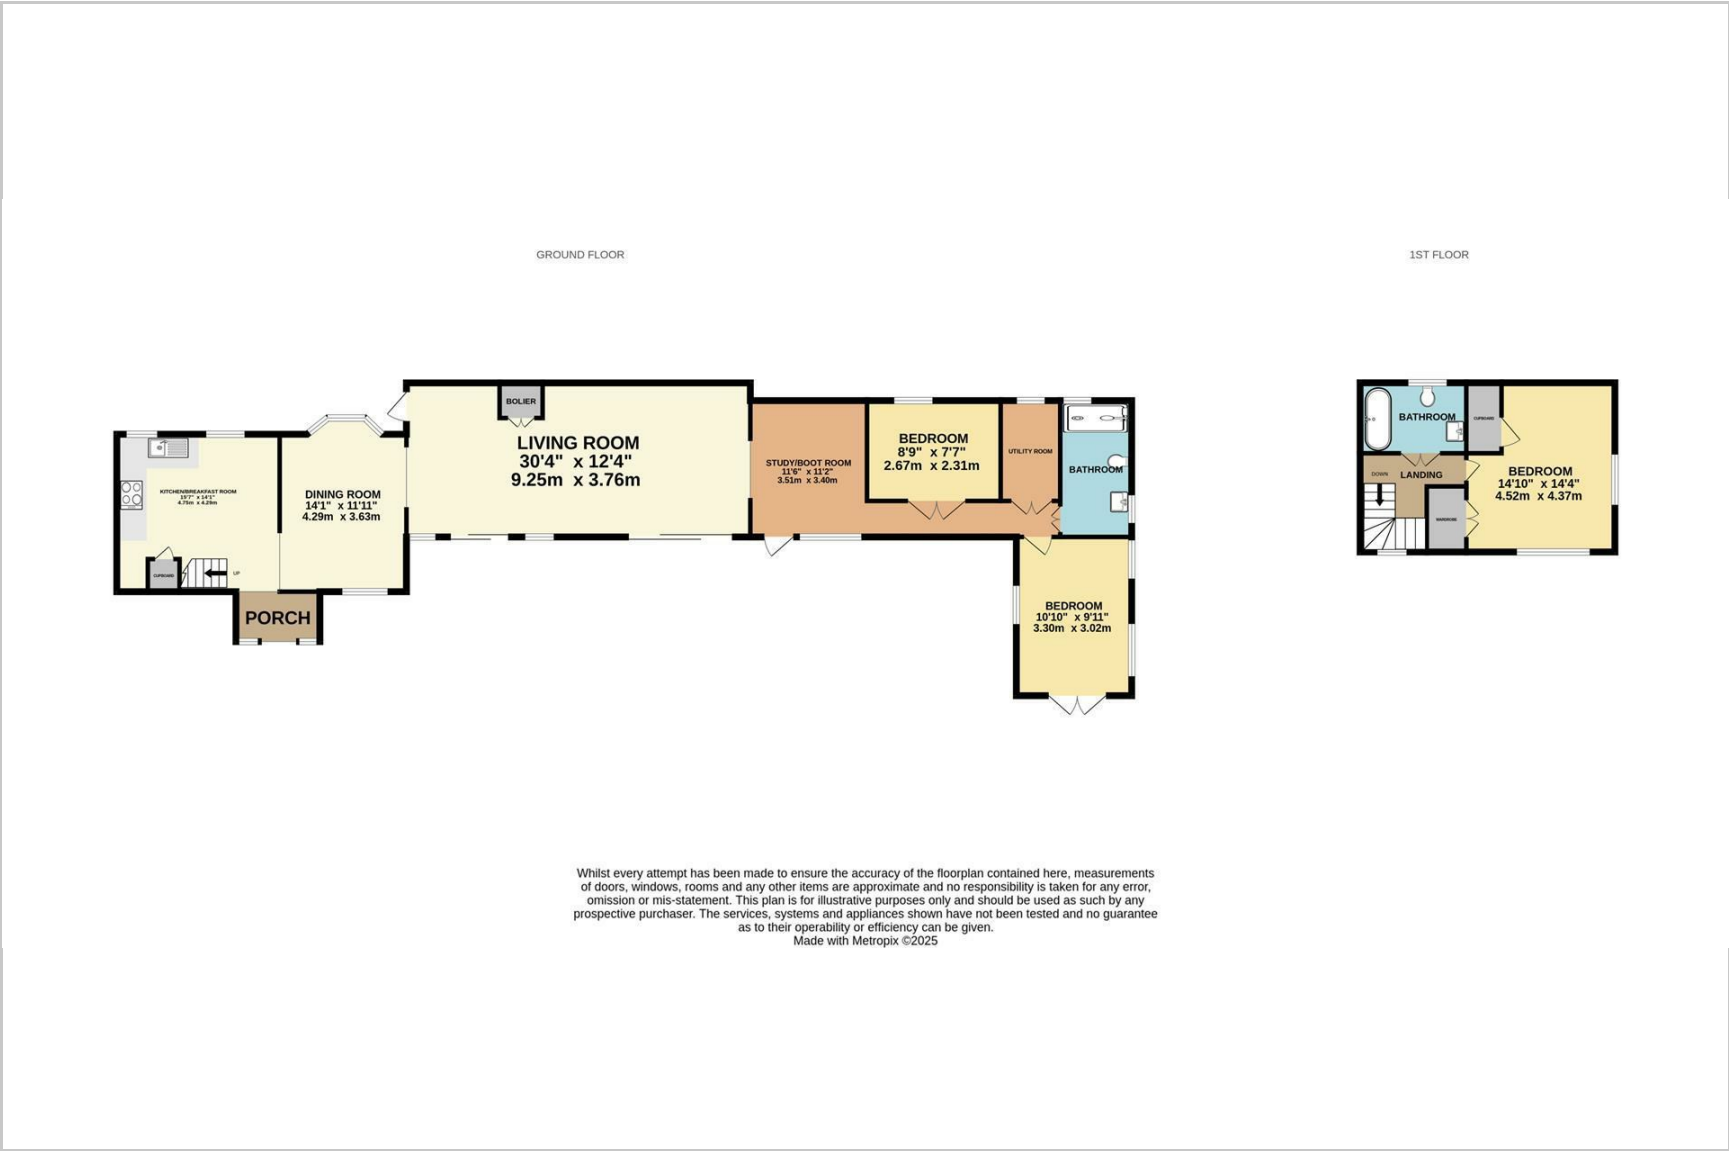 GROUND FLOOR
1ST FLOOR
BOLIER
LIVING ROOM
30'4" x 12'4"
9.25m x 3.76m
KITCHEN/BREAKFAST ROOM
15'7" x 14'1"
4.75m x 4.29m
DINING ROOM
14'1" x 11'11"
4.29m x 3.63m
CUPBOARD
UP
PORCH
STUDY/BOOT ROOM
11'6" x 11'2"
3.51m x 3.40m
BEDROOM
8'9" x 7'7"
2.67m x 2.31m
UTILITY ROOM
BATHROOM
BEDROOM
10'10" x 9'11"
3.30m x 3.02m
BATHROOM
CUPBOARD
DOWN
LANDING
WARDROBE
BEDROOM
14'10" x 14'4"
4.52m x 4.37m
Whilst every attempt has been made to ensure the accuracy of the floorplan contained here, measurements
of doors, windows, rooms and any other items are approximate and no responsibility is taken for any error,
omission or mis-statement. This plan is for illustrative purposes only and should be used as such by any
prospective purchaser. The services, systems and appliances shown have not been tested and no guarantee
as to their operability or efficiency can be given.
Made with Metropix ©2025